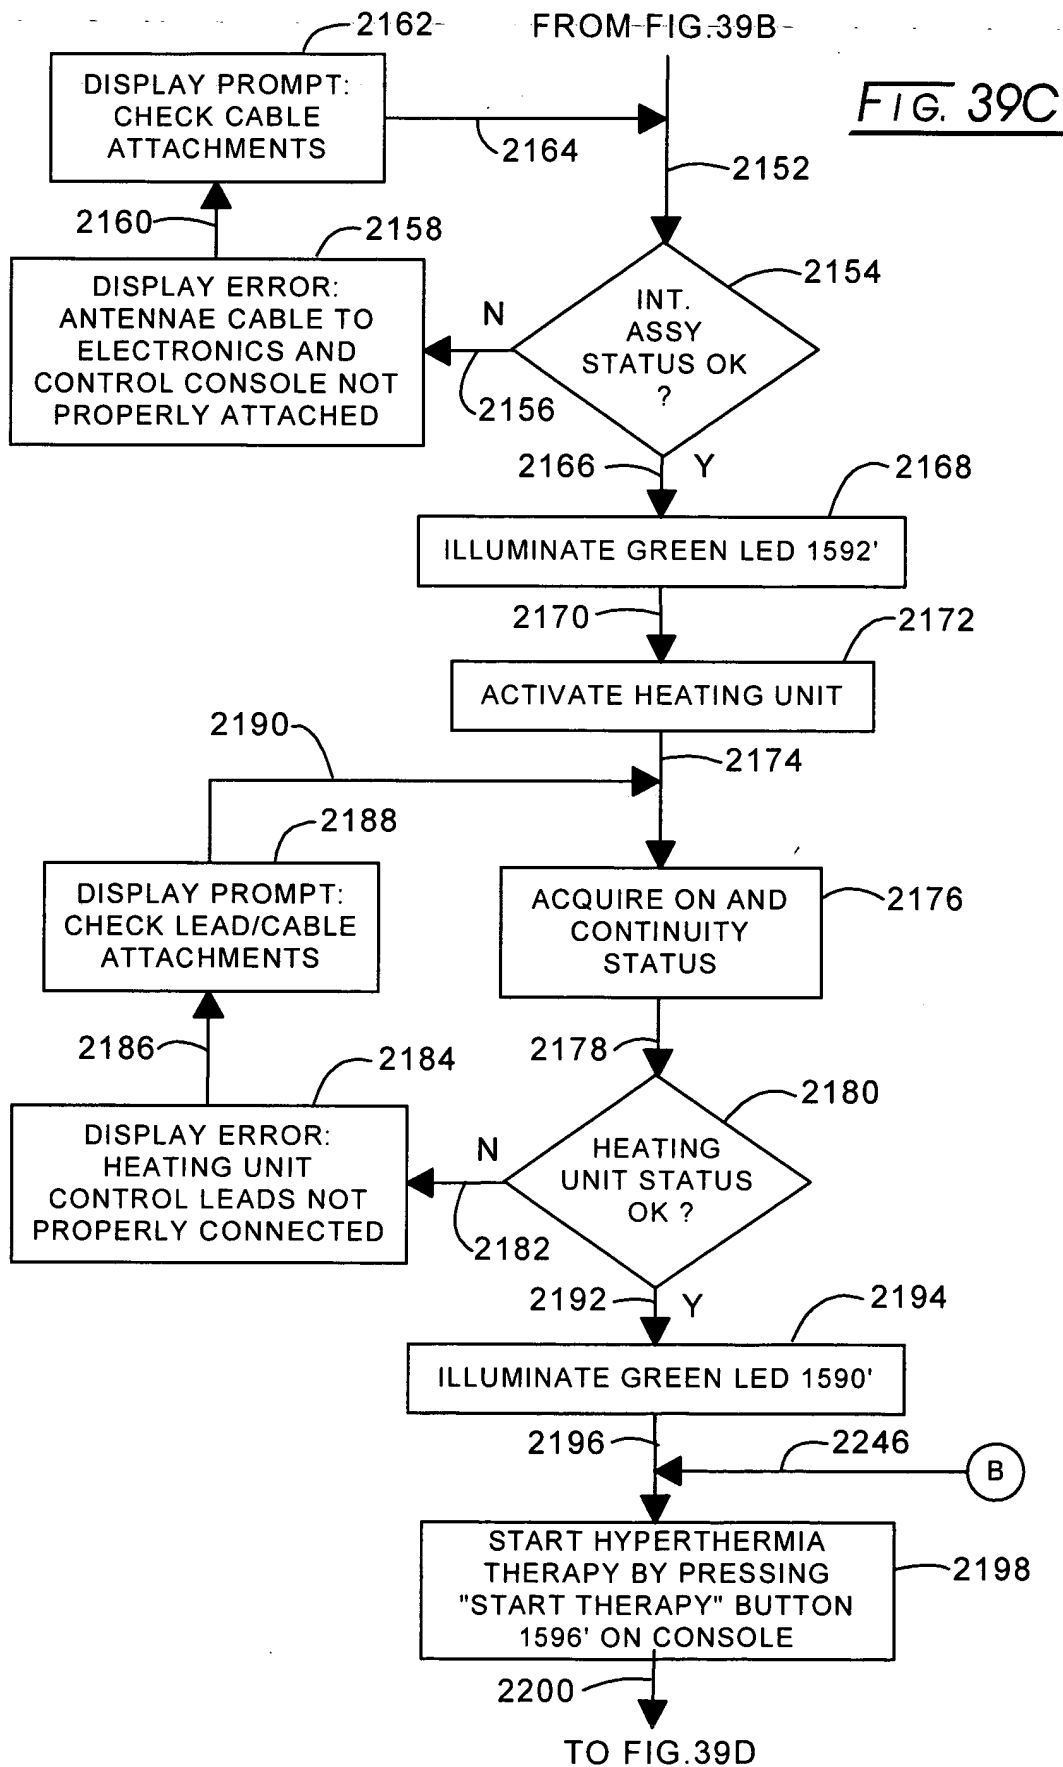 2162
FROM FIG.39B
FIG. 39C
DISPLAY PROMPT:
CHECK CABLE
ATTACHMENTS
2164
2152
2160
2158
2154
DISPLAY ERROR:
ANTENNAE CABLE TO
ELECTRONICS AND
CONTROL CONSOLE NOT
PROPERLY ATTACHED
N
2156
INT.
ASSY
STATUS OK
?
2166
Y
2168
ILLUMINATE GREEN LED 1592'
2170
2172
ACTIVATE HEATING UNIT
2190
2174
2188
DISPLAY PROMPT:
CHECK LEAD/CABLE
ATTACHMENTS
ACQUIRE ON AND
CONTINUITY
STATUS
2176
2186
2184
2178
2180
DISPLAY ERROR:
HEATING UNIT
CONTROL LEADS NOT
PROPERLY CONNECTED
N
2182
HEATING
UNIT STATUS
OK ?
2192
Y
2194
ILLUMINATE GREEN LED 1590'
2196
2246
B
START HYPERTHERMIA
THERAPY BY PRESSING
"START THERAPY" BUTTON
1596' ON CONSOLE
2198
2200
TO FIG.39D